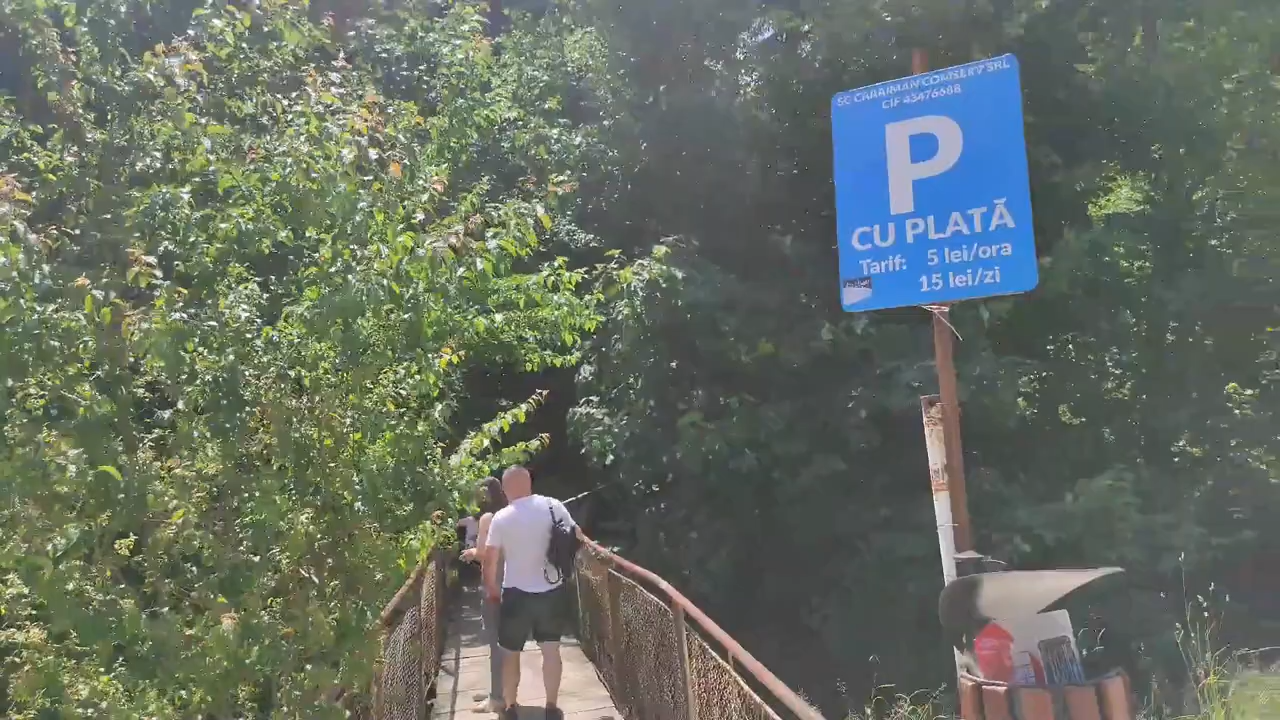 SC CARAIMAN COMSERV SRL
CIF 43476688
P
CU PLATĂ
Tarif: 5 lei/ora
15 lei/zi